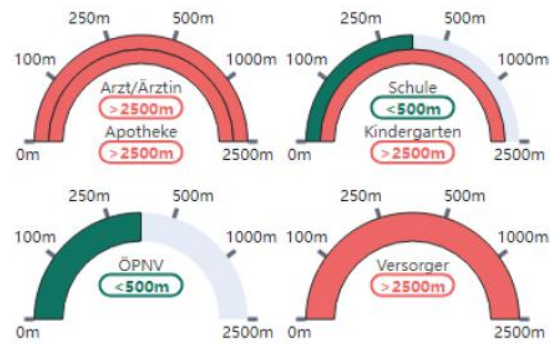 250m 500m
100m 1000m
Arzt/Ärztin
>2500m
Apotheke
>2500m
0m 2500m
250m 500m
100m 1000m
Schule
<500m
Kindergarten
>2500m
0m 2500m
250m 500m
100m 1000m
ÖPNV
<500m
0m 2500m
250m 500m
100m 1000m
Versorger
>2500m
0m 2500m